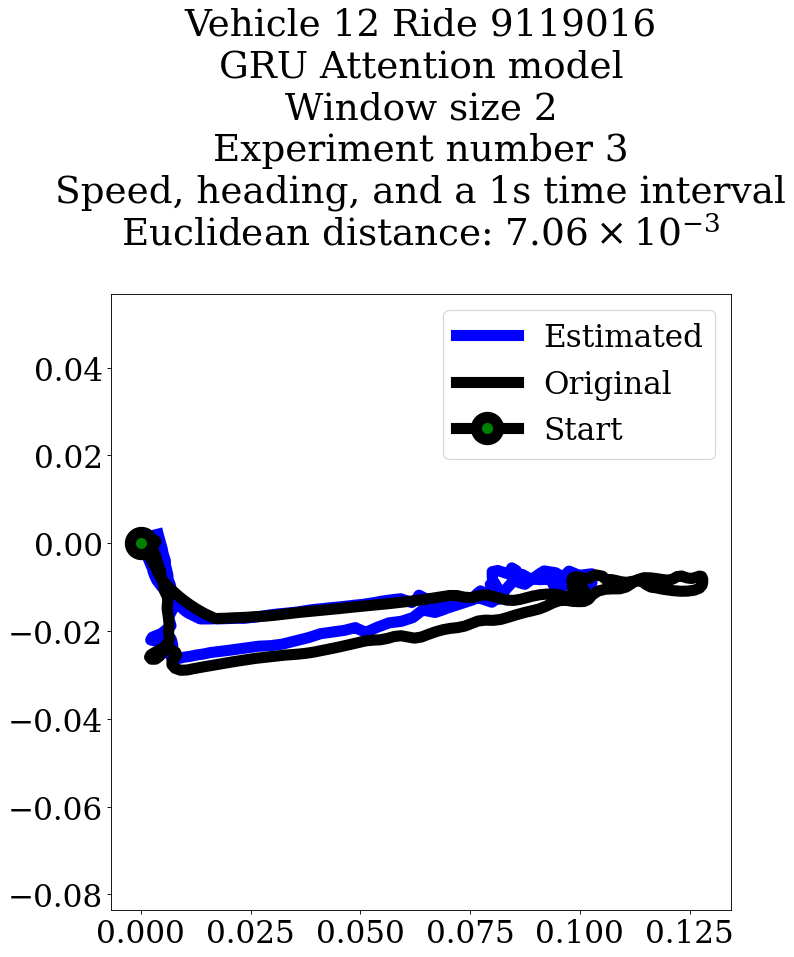 Vehicle 12 Ride 9119016
GRU Attention model
Window size 2
Experiment number 3
Speed, heading, and a 1s time interval
Euclidean distance: 7.06 × 10⁻³
Estimated
Original
Start
0.04
0.02
0.00
−0.02
−0.04
−0.06
−0.08
0.000 0.025 0.050 0.075 0.100 0.125